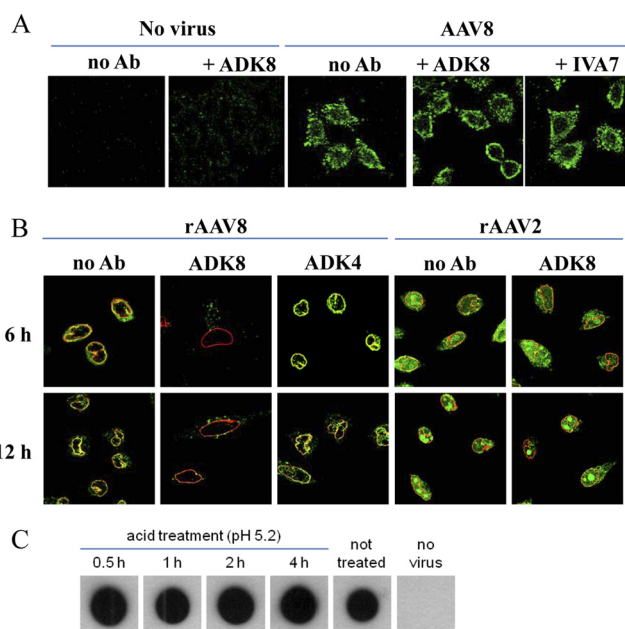 A
No virus AAV8
no Ab + ADK8 no Ab + ADK8 + IVA7
B
rAAV8 rAAV2
no Ab ADK8 ADK4 no Ab ADK8
6 h
12 h
C
acid treatment (pH 5.2)
0.5 h 1 h 2 h 4 h not treated no virus